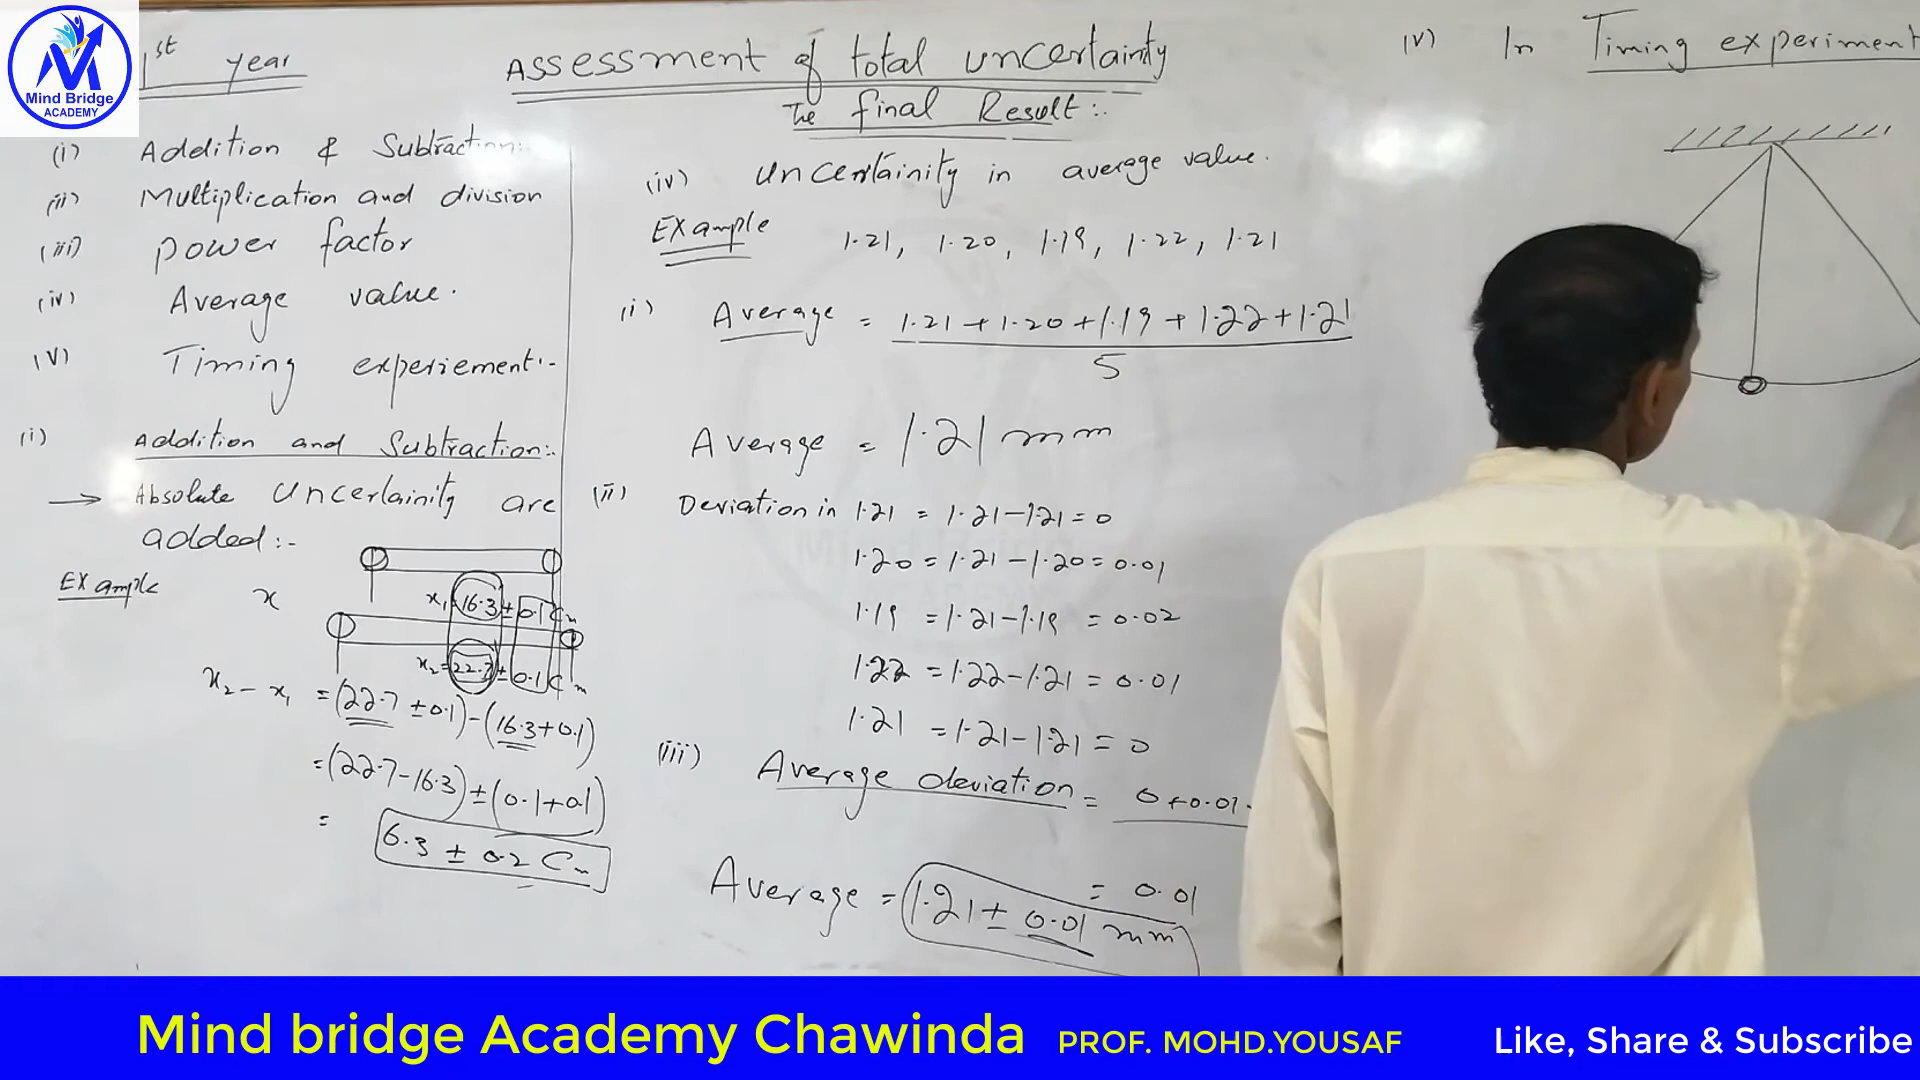 Mind Bridge
ACADEMY
1st year
Assessment of total uncertainity
The final Result:.
(i) Addition & Subtraction:
(ii) Multiplication and division
(iii) power factor
(iv) Average value.
(V) Timing experiement:-
(i) Addition and Subtraction:.
→ Absolute uncertainity are
added:-
Example x
x₁=16.3±0.1Cm
x₂=22.7±0.1Cm
x₂-x₁ =(22.7±0.1)-(16.3+0.1)
=(22.7-16.3)±(0.1+0.1)
= 6.3 ± 0.2 Cm
(iv) Uncertainity in average value.
Example 1.21, 1.20, 1.19, 1.22, 1.21
(i) Average = 1.21+1.20+1.19+1.22+1.21
5
Average = 1.21 mm
(ii) Deviation in 1.21 = 1.21-1.21=0
1.20=1.21-1.20=0.01
1.19 =1.21-1.19 =0.02
1.22 =1.22-1.21=0.01
1.21 =1.21-1.21=0
(iii) Average deviation = 0+0.01
= 0.01
Average = 1.21± 0.01 mm
(V) In Timing experiment
Mind bridge Academy Chawinda PROF. MOHD.YOUSAF Like, Share & Subscribe